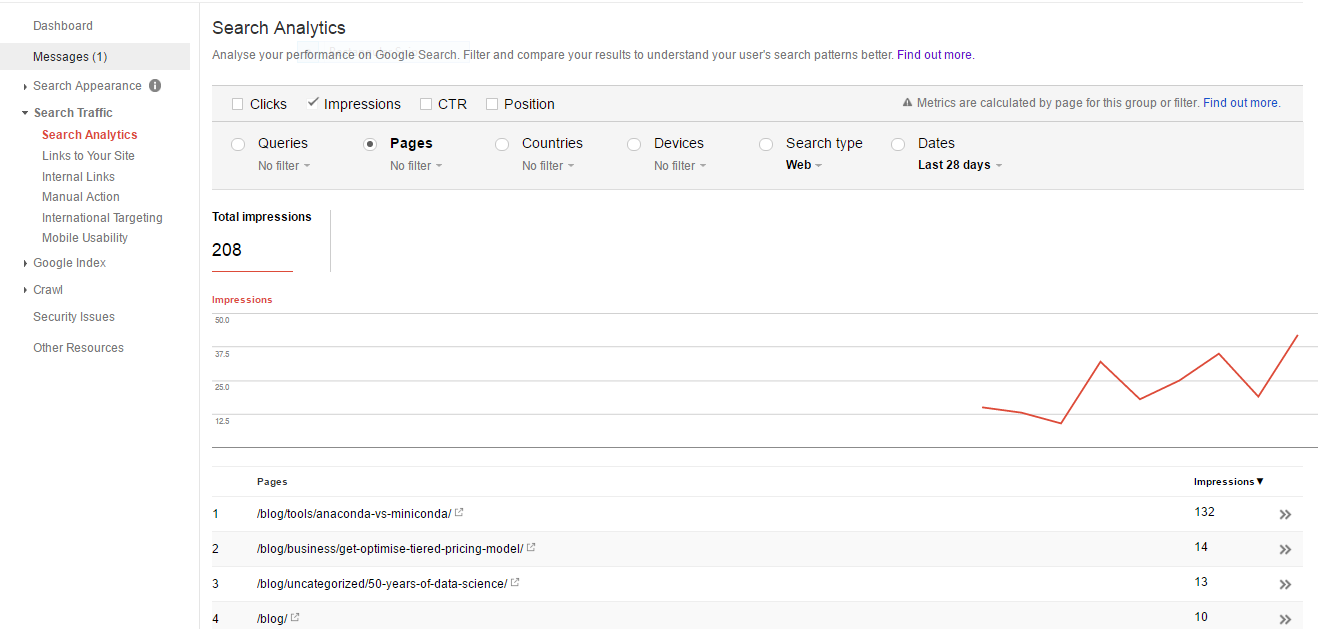 Dashboard
Messages (1)
Search Appearance
Search Traffic
Search Analytics
Links to Your Site
Internal Links
Manual Action
International Targeting
Mobile Usability
Google Index
Crawl
Security Issues
Other Resources
Search Analytics
Analyse your performance on Google Search. Filter and compare your results to understand your user's search patterns better. Find out more.
Clicks Impressions CTR Position Metrics are calculated by page for this group or filter. Find out more.
Queries Pages Countries Devices Search type Dates
No filter No filter No filter No filter Web Last 28 days
Total impressions
208
Impressions
50.0
37.5
25.0
12.5
Pages Impressions▼
1 /blog/tools/anaconda-vs-miniconda/ 132
2 /blog/business/get-optimise-tiered-pricing-model/ 14
3 /blog/uncategorized/50-years-of-data-science/ 13
4 /blog/ 10